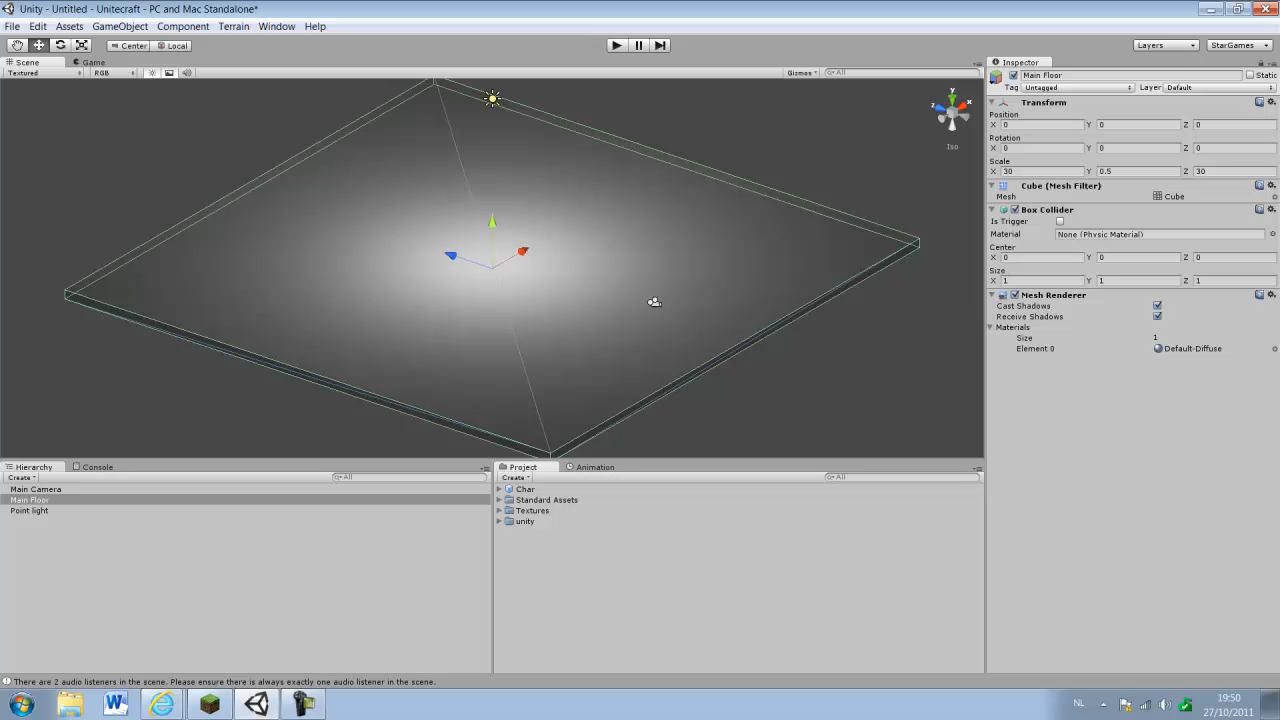 Unity - Untitled - Unitecraft - PC and Mac Standalone*
File Edit Assets GameObject Component Terrain Window Help
Center Local Layers StarGames
Scene Game
Textured RGB Gizmos All
y
z x
Iso
Inspector
Main Floor Static
Tag Untagged Layer Default
Transform
Position
X 0 Y 0 Z 0
Rotation
X 0 Y 0 Z 0
Scale
X 30 Y 0.5 Z 30
Cube (Mesh Filter)
Mesh Cube
Box Collider
Is Trigger
Material None (Physic Material)
Center
X 0 Y 0 Z 0
Size
X 1 Y 1 Z 1
Mesh Renderer
Cast Shadows
Receive Shadows
Materials
Size 1
Element 0 Default-Diffuse
Hierarchy Console
Create All
Main Camera
Main Floor
Point light
Project Animation
Create All
Char
Standard Assets
Textures
unity
There are 2 audio listeners in the scene. Please ensure there is always exactly one audio listener in the scene.
NL 19:50
27/10/2011